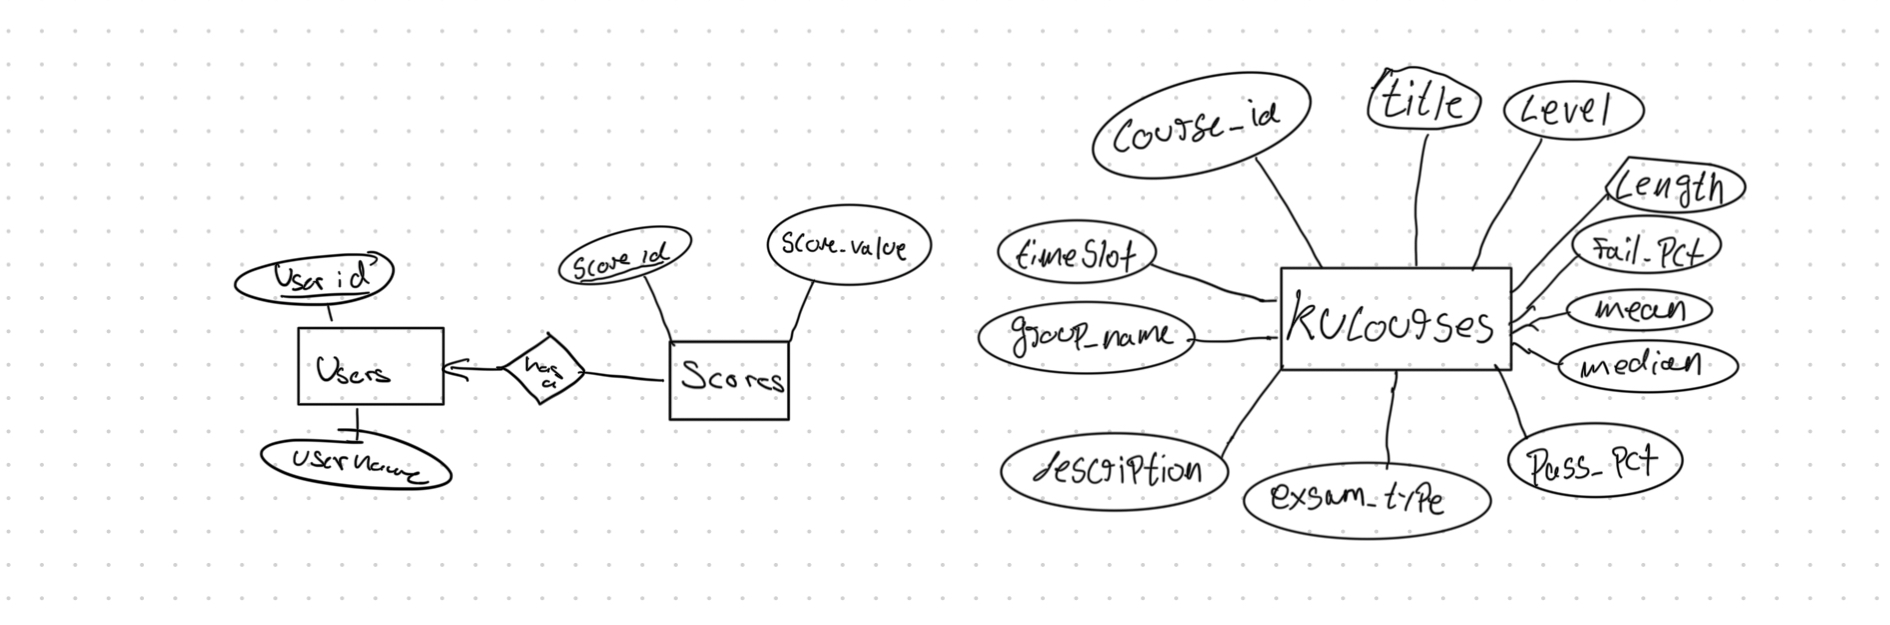 Course_id
title
Level
Length
User id
Score id
Score_value
timeSlot
Fail_Pct
Users
has
a
Scores
group_name
kUCourses
mean
median
username
description
exsam_type
Pass_Pct